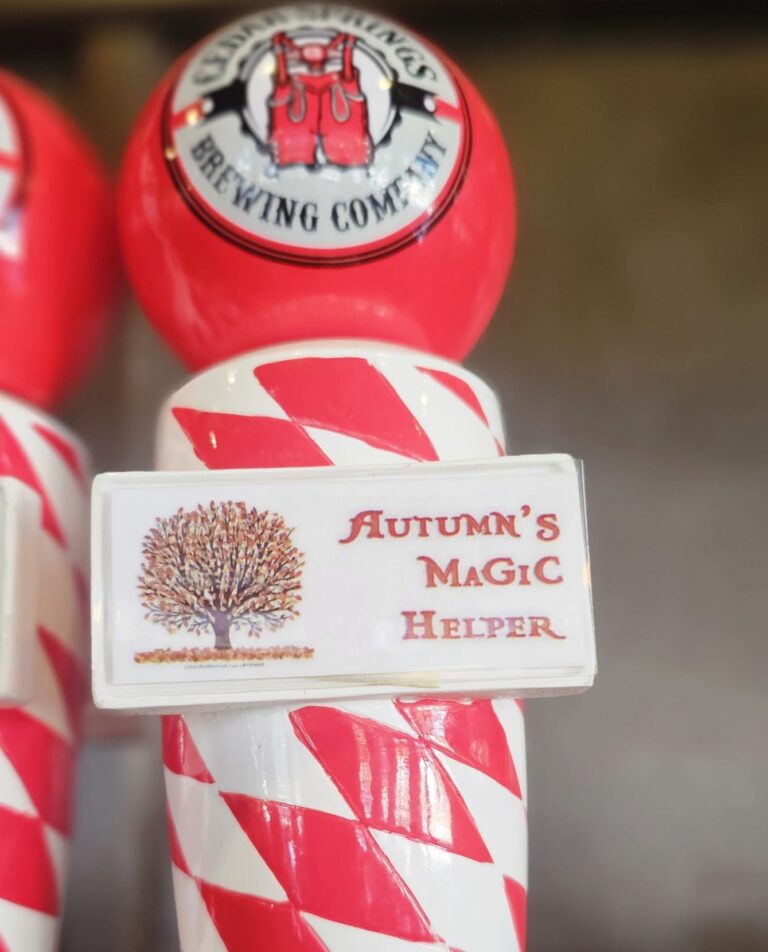 CEDAR SPRINGS
BREWING COMPANY
AUTUMN'S
MAGiC
HELPER